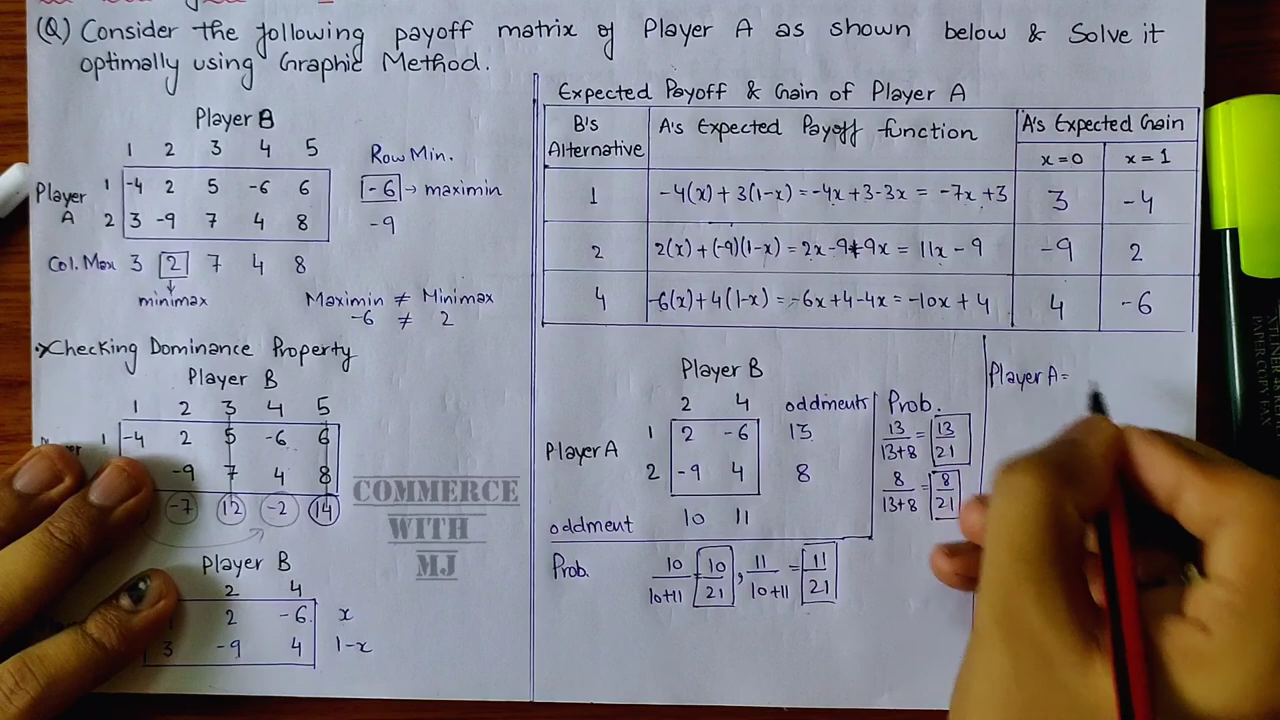 (Q) Consider the following payoff matrix of Player A as shown below & Solve it
optimally using Graphic Method.
Player B
1 2 3 4 5 Row Min.
Player 1 -4 2 5 -6 6 -6 → maximin
A 2 3 -9 7 4 8 -9
Col. Max 3 2 7 4 8
minimax
Maximin ≠ Minimax
-6 ≠ 2
Checking Dominance Property
Player B
1 2 3 4 5
1 -4 2 5 -6 6
-9 7 4 8
-7 12 -2 14
Player B
2 4
2 -6 x
3 -9 4 1-x
Expected Payoff & Gain of Player A
B's Alternative A's Expected Payoff function A's Expected Gain
x=0 x=1
1 -4(x)+3(1-x)=-4x+3-3x = -7x+3 3 -4
2 2(x)+(-9)(1-x)=2x-9+9x = 11x-9 -9 2
4 -6(x)+4(1-x)=-6x+4-4x=-10x+4 4 -6
Player B
2 4 oddments Prob.
Player A 1 2 -6 13 13/13+8 = 13/21
2 -9 4 8 8/13+8 = 8/21
oddment 10 11
Prob. 10/10+11 = 10/21, 11/10+11 = 11/21
Player A=
COMMERCE
WITH
MJ